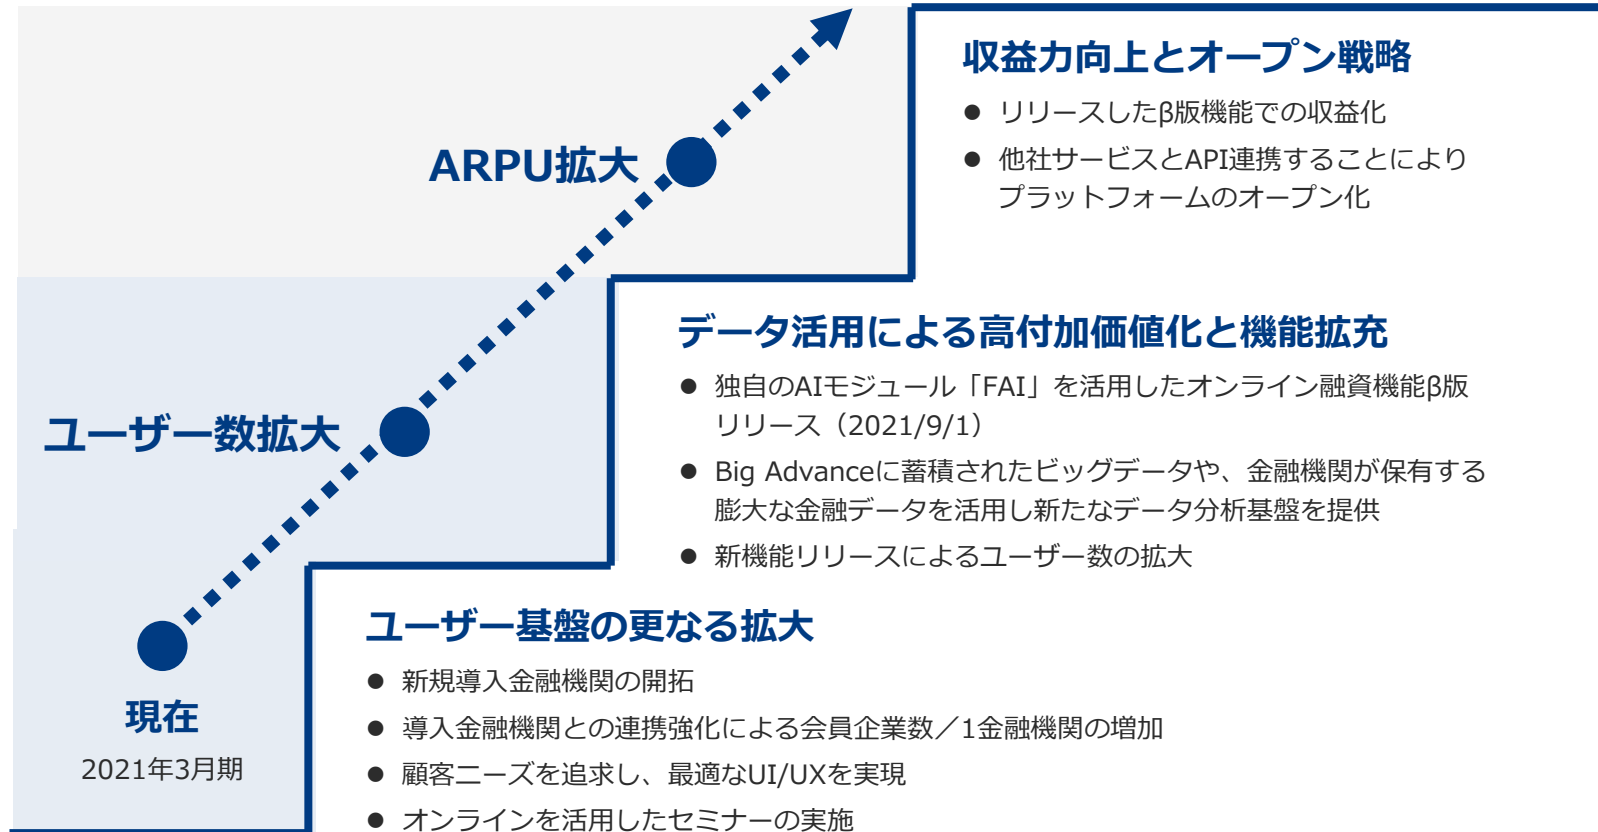 収益力向上とオープン戦略
● リリースしたβ版機能での収益化
● 他社サービスとAPI連携することにより
プラットフォームのオープン化
ARPU拡大
データ活用による高付加価値化と機能拡充
● 独自のAIモジュール「FAI」を活用したオンライン融資機能β版
リリース（2021/9/1）
● Big Advanceに蓄積されたビッグデータや、金融機関が保有する
膨大な金融データを活用し新たなデータ分析基盤を提供
● 新機能リリースによるユーザー数の拡大
ユーザー数拡大
ユーザー基盤の更なる拡大
● 新規導入金融機関の開拓
● 導入金融機関との連携強化による会員企業数／1金融機関の増加
● 顧客ニーズを追求し、最適なUI/UXを実現
● オンラインを活用したセミナーの実施
現在
2021年3月期